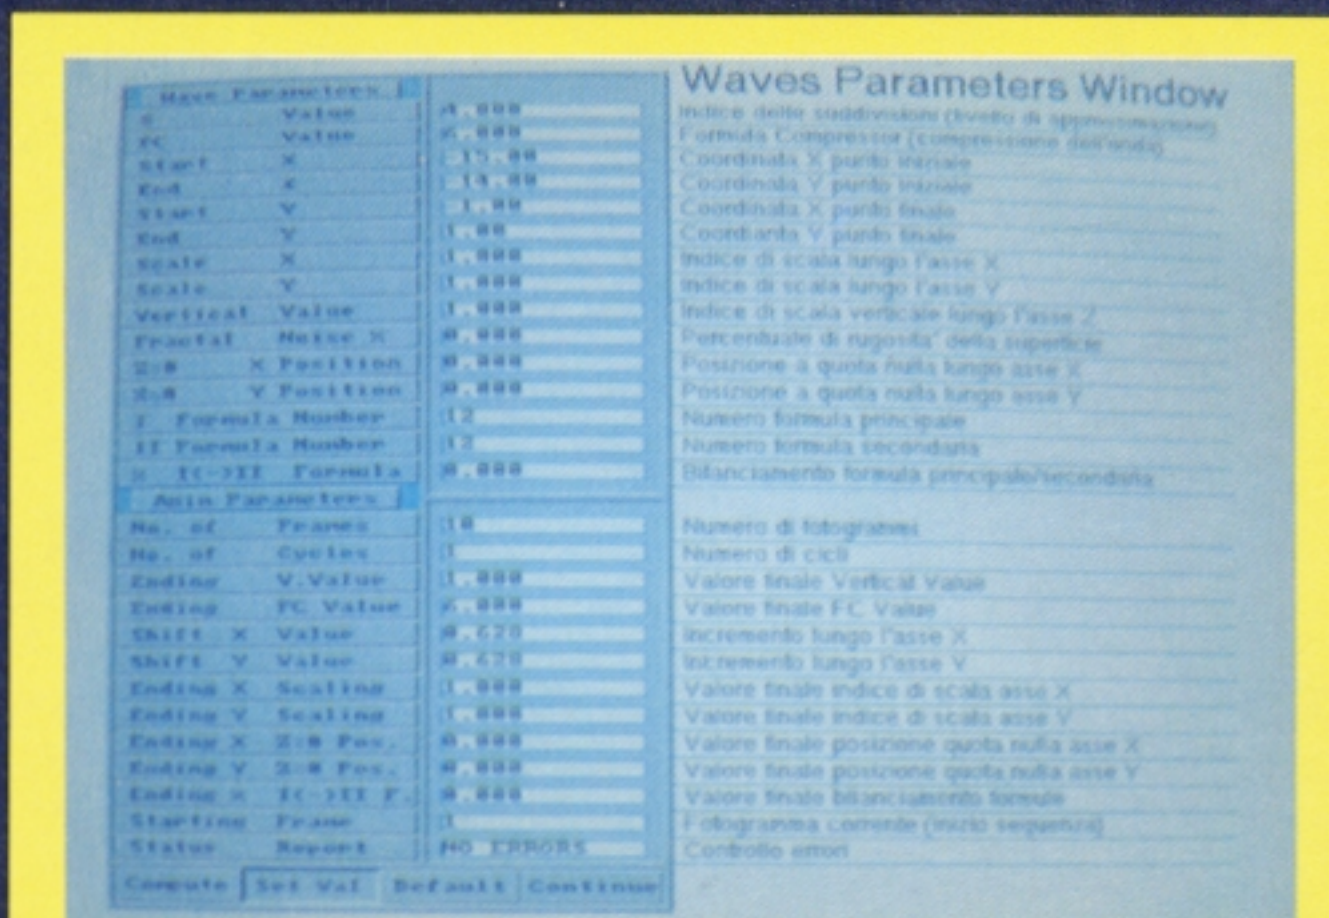 Waves Parameters Window
Wave Parameters
Value 4.000 Indice delle suddivisioni (livello di approssimazione)
FC Value 6.000 Formula Compressor (compressione dell'onda)
Start X -15.00 Coordinata X punto iniziale
End X -14.00 Coordinata Y punto iniziale
Start Y -1.00 Coordinata X punto finale
End Y 1.00 Coordianta Y punto finale
Scale X 1.000 Indice di scala lungo l'asse X
Scale Y 1.000 Indice di scala lungo l'asse Y
Vertical Value 1.000 Indice di scala verticale lungo l'asse Z
Fractal Noise % 0.000 Percentuale di rugosita' della superficie
Z=0 X Position 0.000 Posizione a quota nulla lungo asse X
Z=0 Y Position 0.000 Posizione a quota nulla lungo asse Y
I Formula Number 12 Numero formula principale
II Formula Number 12 Numero formula secondaria
% I<->II Formula 0.000 Bilanciamento formula principale/secondaria
Anim Parameters
No. of Frames 10 Numero di fotogrammi
No. of Cycles 1 Numero di cicli
Ending V.Value 1.000 Valore finale Vertical Value
Ending FC Value 6.000 Valore finale FC Value
Shift X Value 0.628 Incremento lungo l'asse X
Shift Y Value 0.628 Incremento lungo l'asse Y
Ending X Scaling 1.000 Valore finale indice di scala asse X
Ending Y Scaling 1.000 Valore finale indice di scala asse Y
Ending X Z=0 Pos. 0.000 Valore finale posizione quota nulla asse X
Ending Y Z=0 Pos. 0.000 Valore finale posizione quota nulla asse Y
Ending % I<->II F. 0.000 Valore finale bilanciamento formule
Starting Frame 1 Fotogramma corrente (inizio sequenza)
Status Report NO ERRORS Controllo errori
Compute Set Val Default Continue